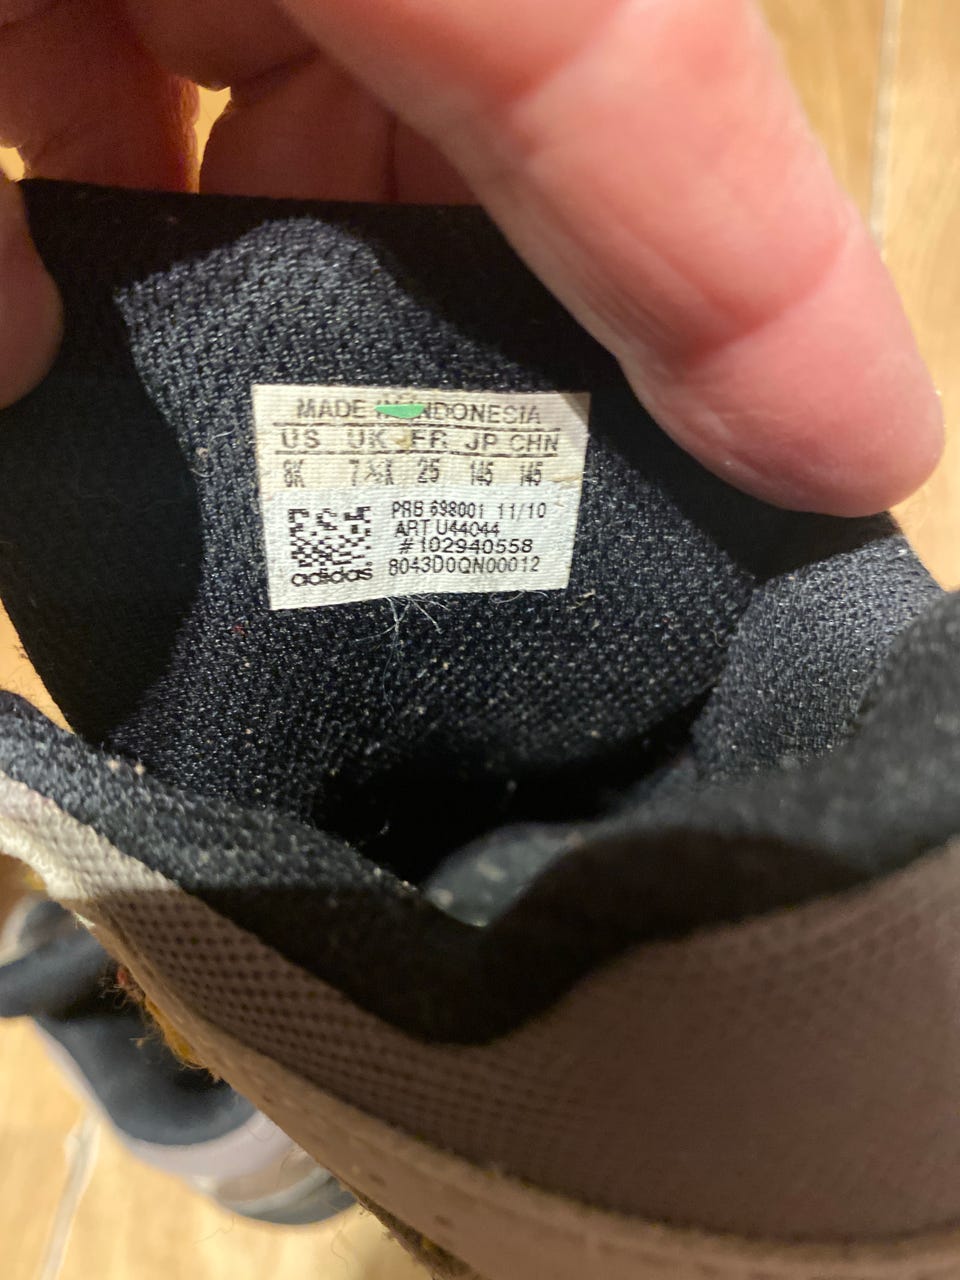 MADE IN INDONESIA
US UK FR JP CHN
8K 7½K 25 145 145
PRB 698001 11/10
ART U44044
#102940558
adidas 8043D0QN00012